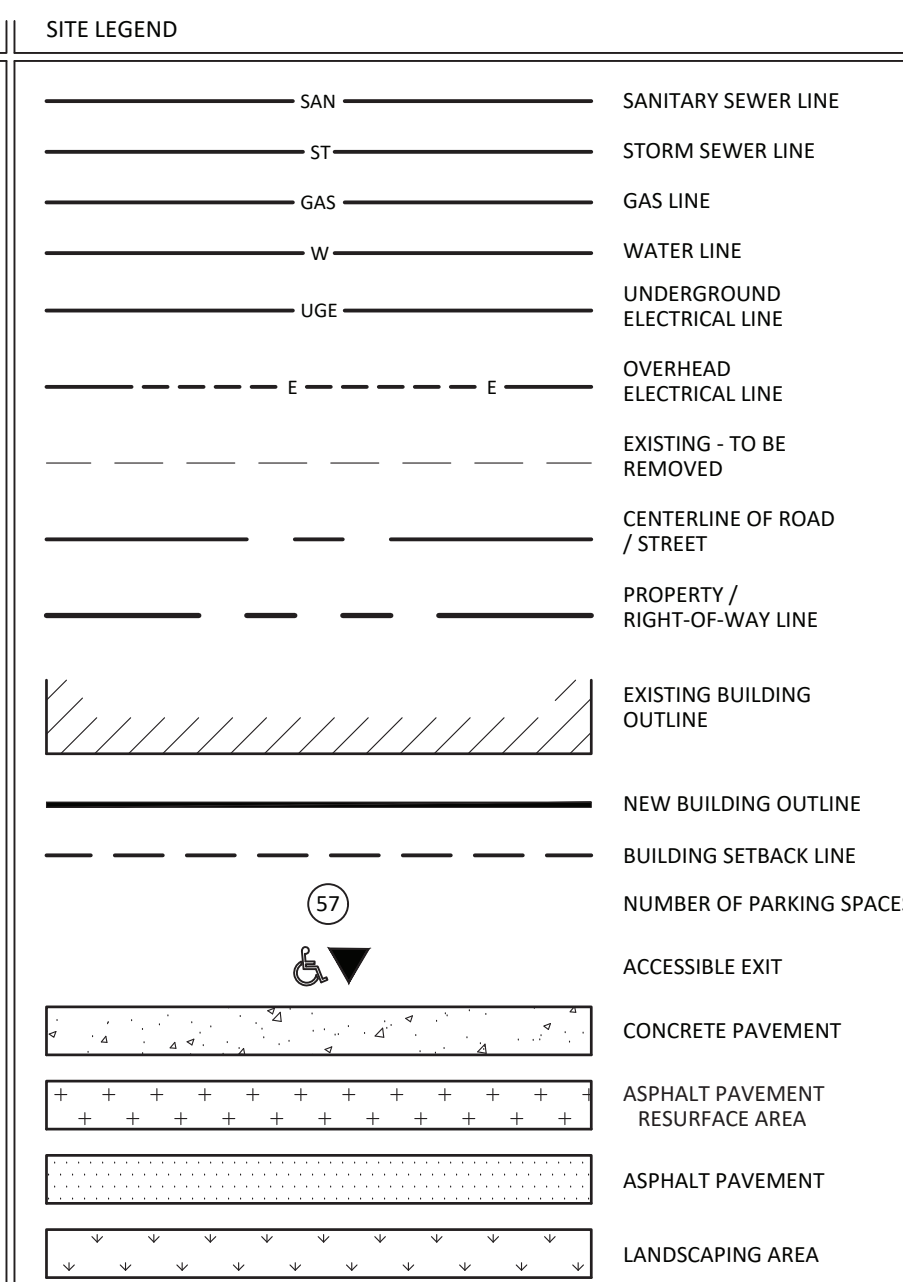 SITE LEGEND
SAN SANITARY SEWER LINE
ST STORM SEWER LINE
GAS GAS LINE
W WATER LINE
UGE UNDERGROUND
ELECTRICAL LINE
E E OVERHEAD
ELECTRICAL LINE
EXISTING - TO BE
REMOVED
CENTERLINE OF ROAD
/ STREET
PROPERTY /
RIGHT-OF-WAY LINE
EXISTING BUILDING
OUTLINE
NEW BUILDING OUTLINE
BUILDING SETBACK LINE
57 NUMBER OF PARKING SPACES
ACCESSIBLE EXIT
CONCRETE PAVEMENT
ASPHALT PAVEMENT
RESURFACE AREA
ASPHALT PAVEMENT
LANDSCAPING AREA